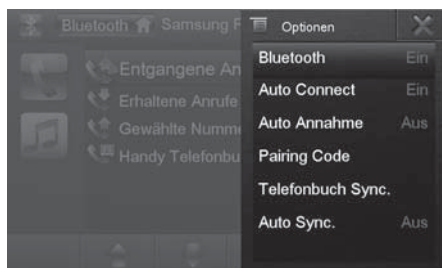 Bluetooth Samsung
Entgangene An
Erhaltene Anrufe
Gewählte Numme
Handy Telefonbu
Optionen
Bluetooth Ein
Auto Connect Ein
Auto Annahme Aus
Pairing Code
Telefonbuch Sync.
Auto Sync. Aus